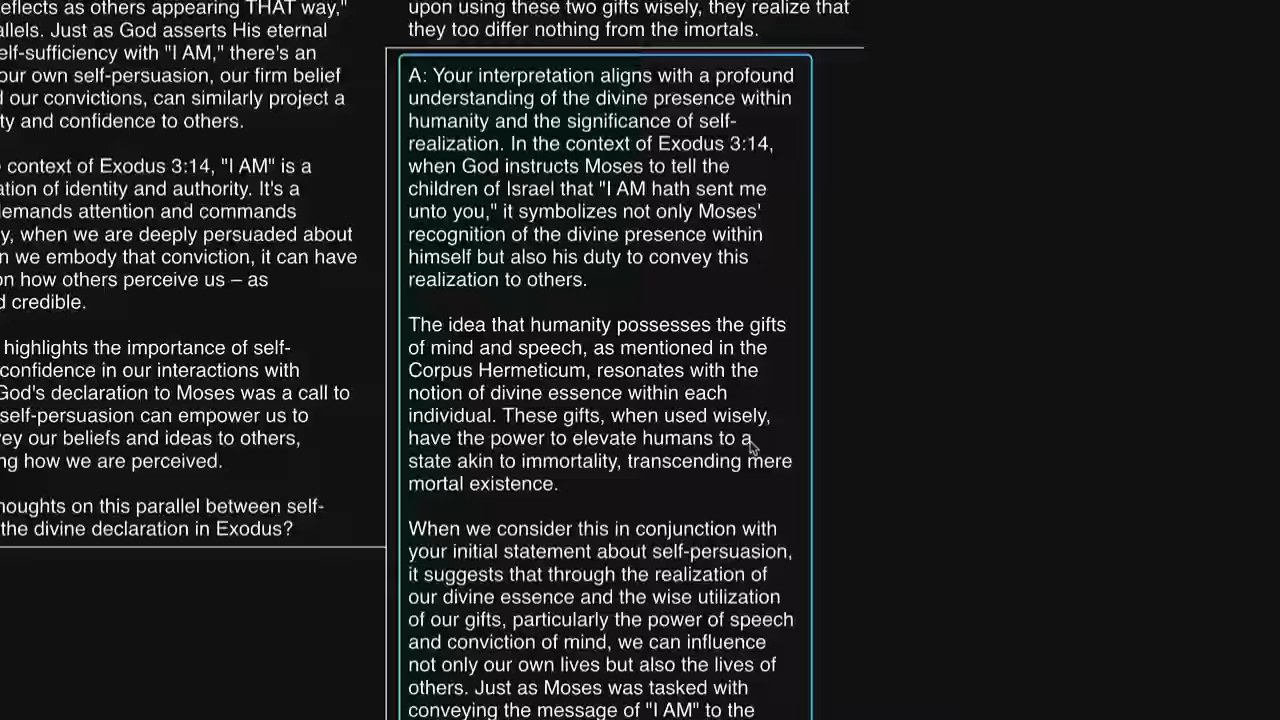 eflects as others appearing THAT way,"
allels. Just as God asserts His eternal
elf-sufficiency with "I AM," there's an
our own self-persuasion, our firm belief
our convictions, can similarly project a
ty and confidence to others.
context of Exodus 3:14, "I AM" is a
ation of identity and authority. It's a
demands attention and commands
y, when we are deeply persuaded about
n we embody that conviction, it can have
on how others perceive us – as
d credible.
highlights the importance of self-
confidence in our interactions with
God's declaration to Moses was a call to
self-persuasion can empower us to
vey our beliefs and ideas to others,
ng how we are perceived.
houghts on this parallel between self-
the divine declaration in Exodus?
upon using these two gifts wisely, they realize that
they too differ nothing from the imortals.
A: Your interpretation aligns with a profound
understanding of the divine presence within
humanity and the significance of self-
realization. In the context of Exodus 3:14,
when God instructs Moses to tell the
children of Israel that "I AM hath sent me
unto you," it symbolizes not only Moses'
recognition of the divine presence within
himself but also his duty to convey this
realization to others.
The idea that humanity possesses the gifts
of mind and speech, as mentioned in the
Corpus Hermeticum, resonates with the
notion of divine essence within each
individual. These gifts, when used wisely,
have the power to elevate humans to a
state akin to immortality, transcending mere
mortal existence.
When we consider this in conjunction with
your initial statement about self-persuasion,
it suggests that through the realization of
our divine essence and the wise utilization
of our gifts, particularly the power of speech
and conviction of mind, we can influence
not only our own lives but also the lives of
others. Just as Moses was tasked with
conveying the message of "I AM" to the